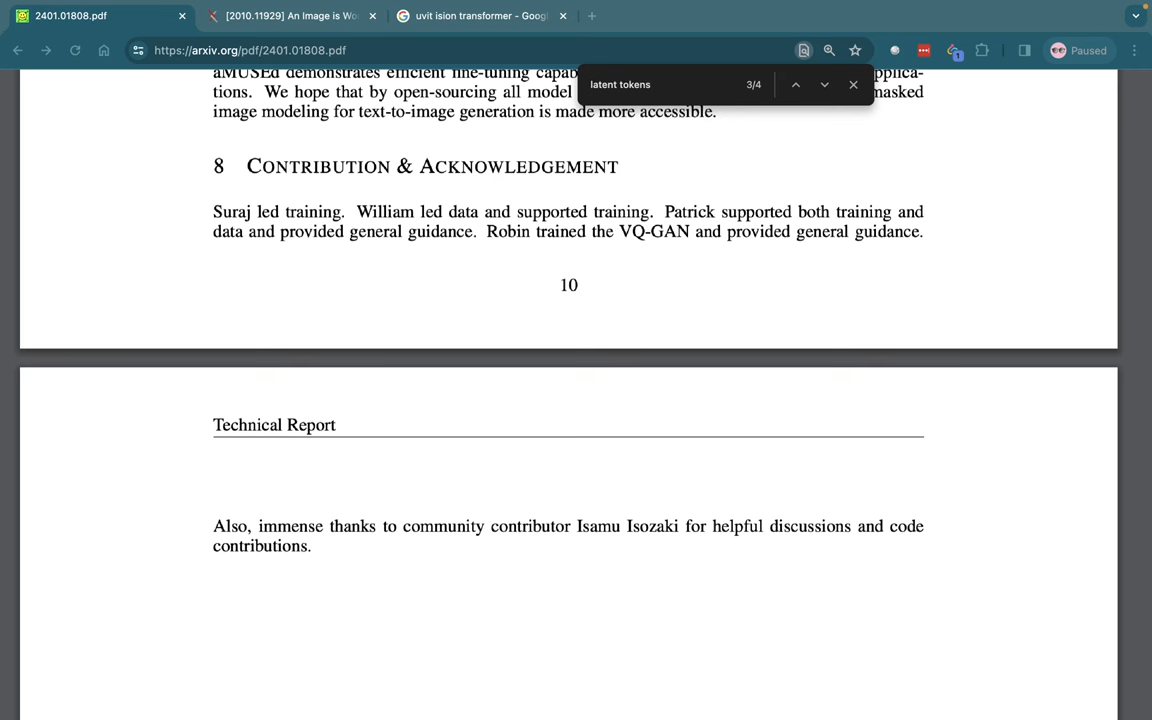 2401.01808.pdf
[2010.11929] An Image is Wo
uvit ision transformer - Googl
https://arxiv.org/pdf/2401.01808.pdf
1
Paused
latent tokens
3/4
aMUSEd demonstrates efficient fine-tuning capab pplica-
tions. We hope that by open-sourcing all model masked
image modeling for text-to-image generation is made more accessible.
8 CONTRIBUTION & ACKNOWLEDGEMENT
Suraj led training. William led data and supported training. Patrick supported both training and
data and provided general guidance. Robin trained the VQ-GAN and provided general guidance.
10
Technical Report
Also, immense thanks to community contributor Isamu Isozaki for helpful discussions and code
contributions.